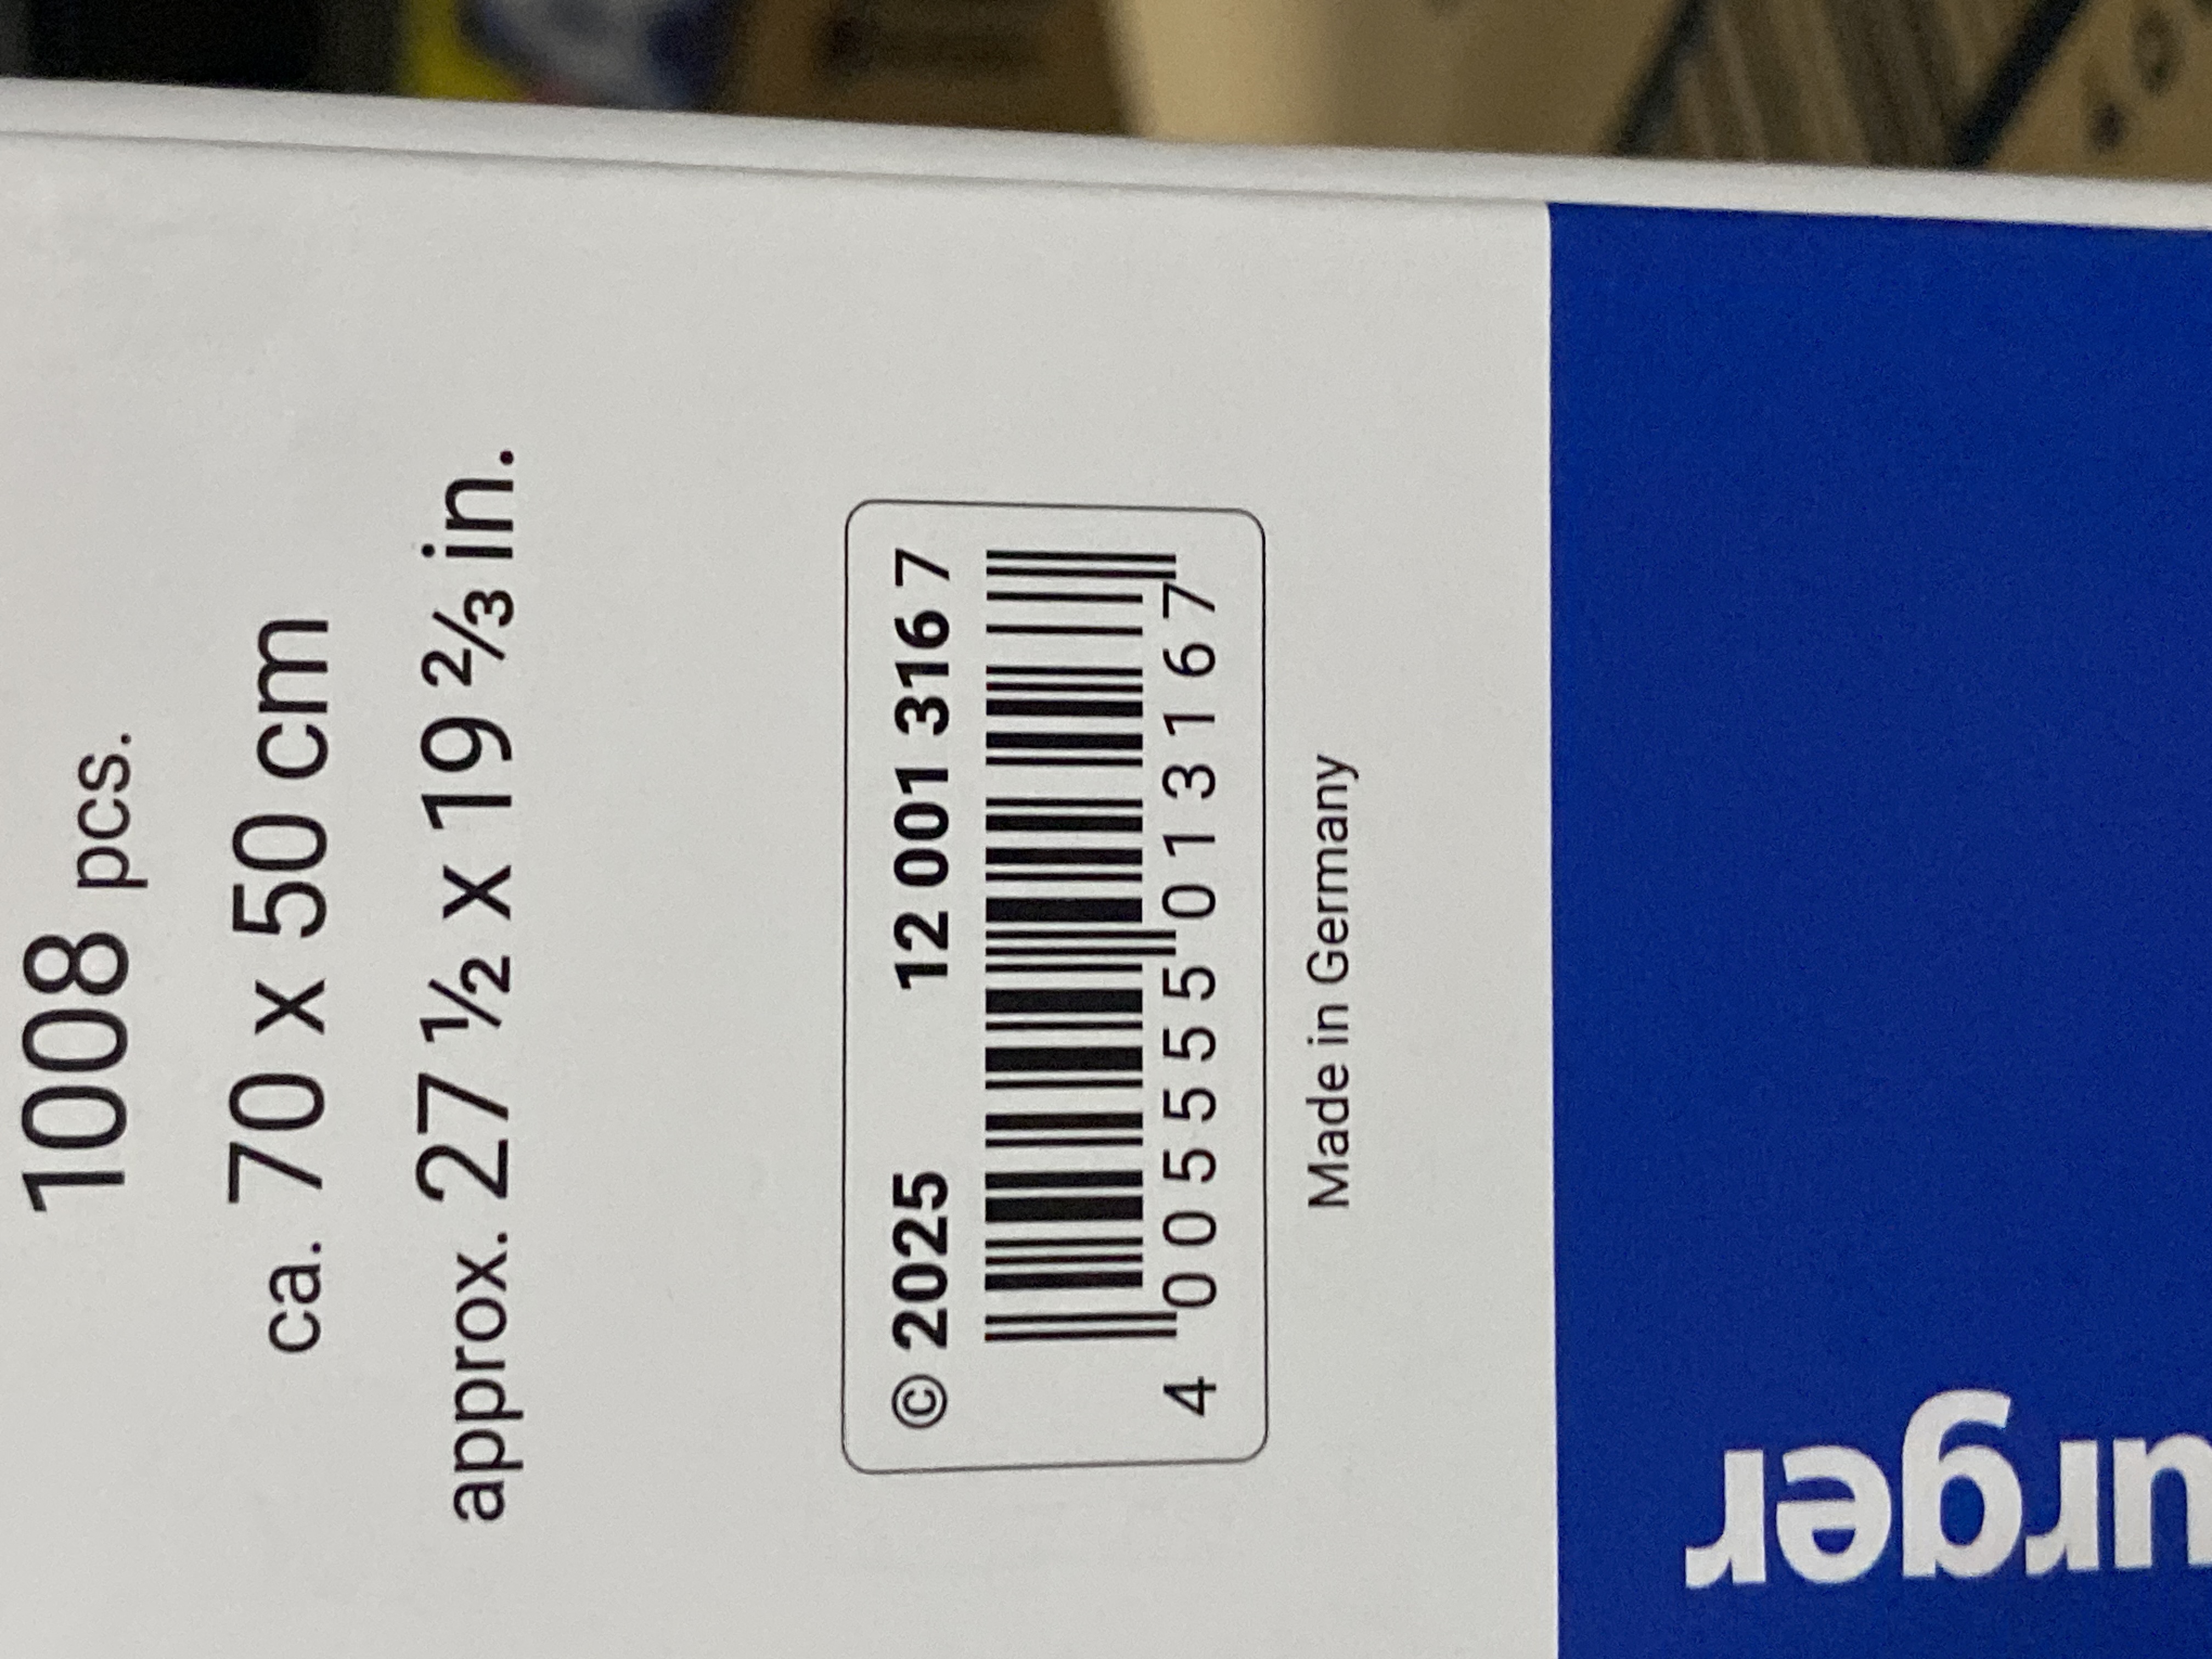 1008 pcs.
ca. 70 x 50 cm
approx. 27 ½ x 19 ⅔ in.
© 2025 12 001 316 7
4 005555 013167
Made in Germany
urger